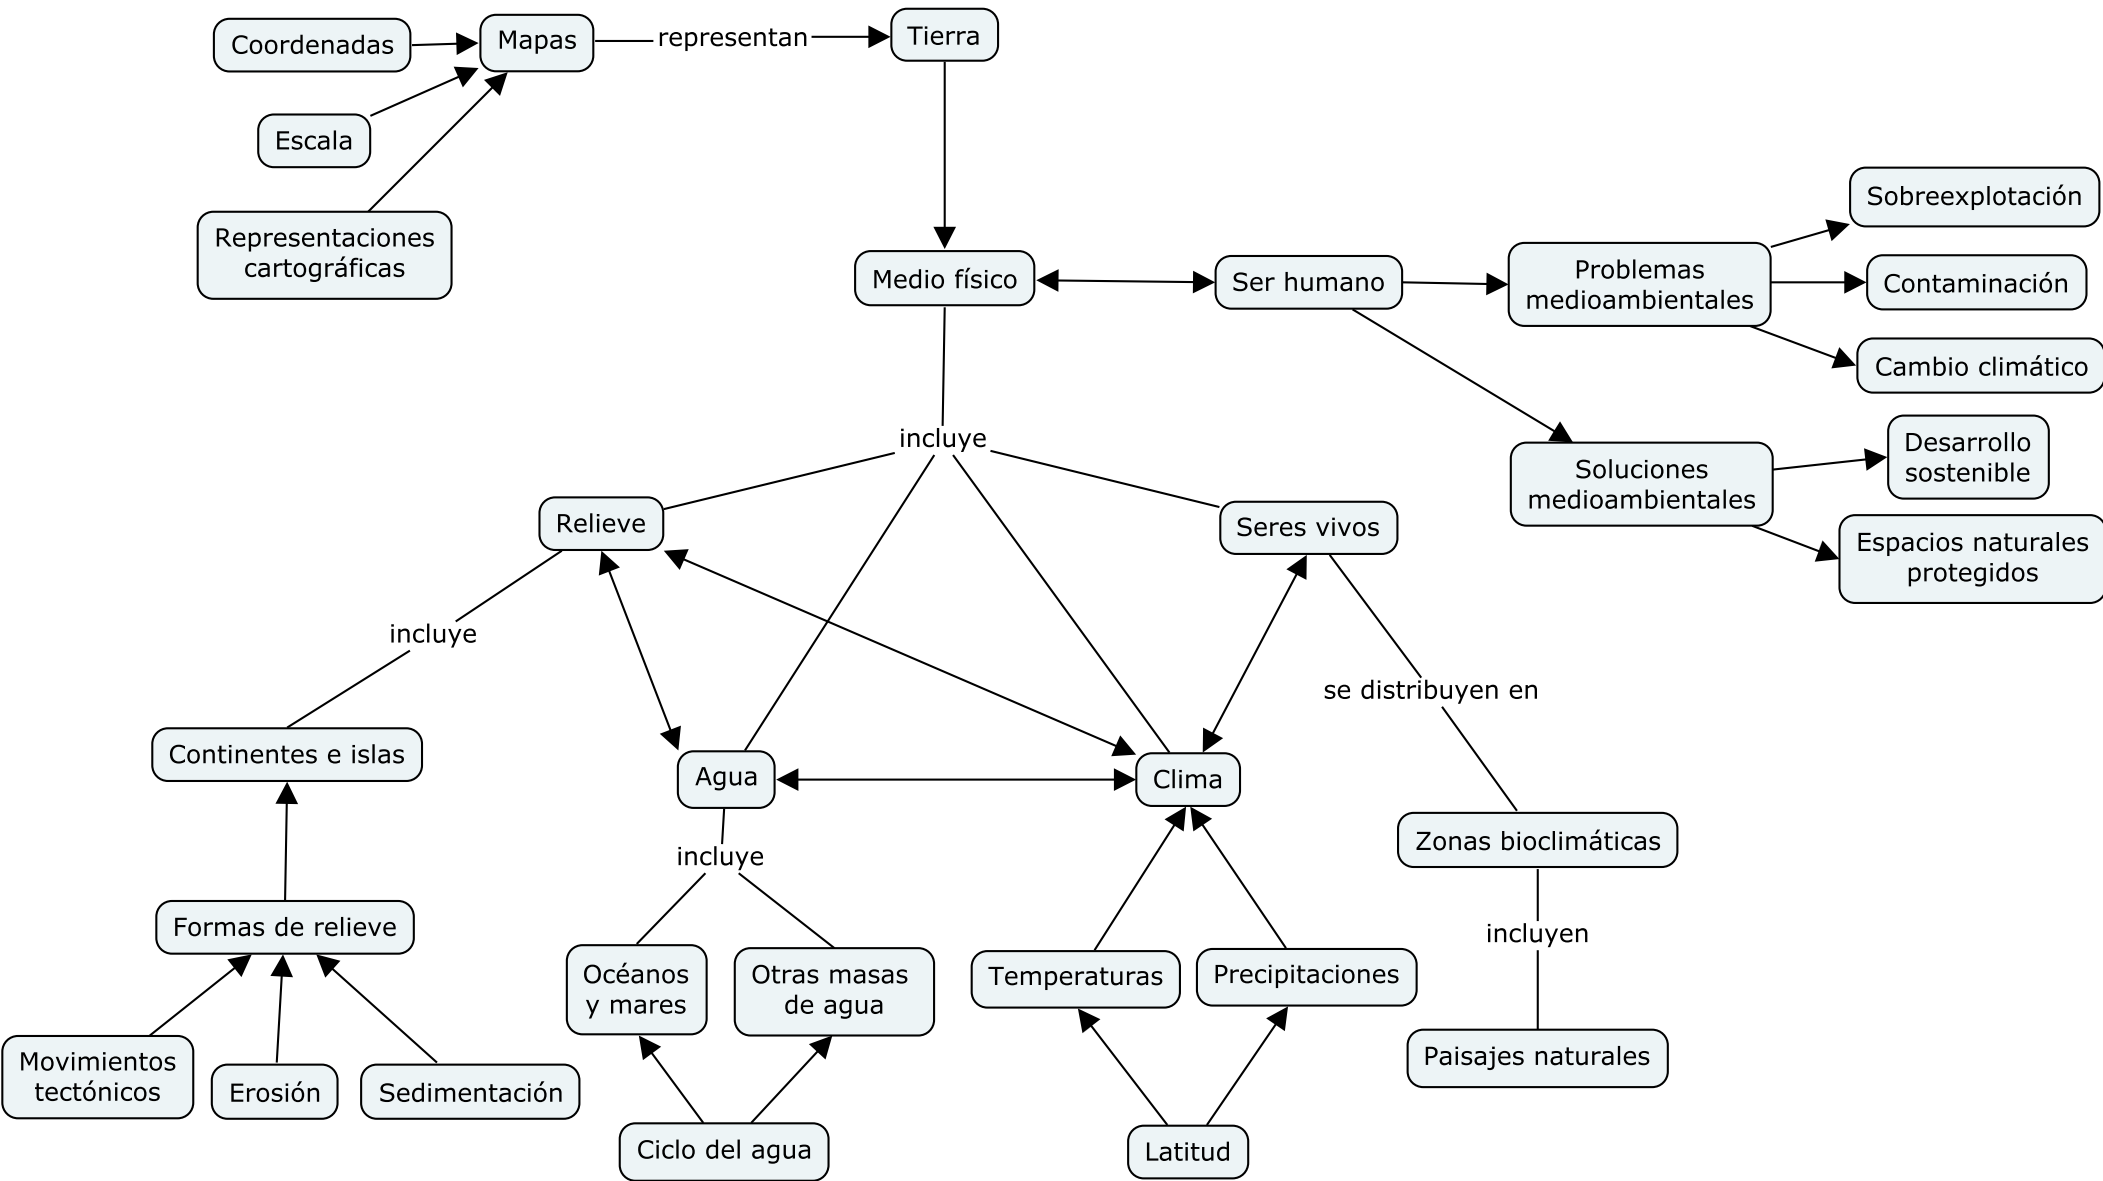 Coordenadas
Mapas
representan
Tierra
Escala
Representaciones
cartográficas
Medio físico
Ser humano
Problemas
medioambientales
Sobreexplotación
Contaminación
Cambio climático
Soluciones
medioambientales
Desarrollo
sostenible
Espacios naturales
protegidos
incluye
Relieve
Seres vivos
incluye
se distribuyen en
Continentes e islas
Agua
Clima
Zonas bioclimáticas
incluye
Formas de relieve
incluyen
Océanos
y mares
Otras masas
de agua
Temperaturas
Precipitaciones
Movimientos
tectónicos
Erosión
Sedimentación
Paisajes naturales
Ciclo del agua
Latitud